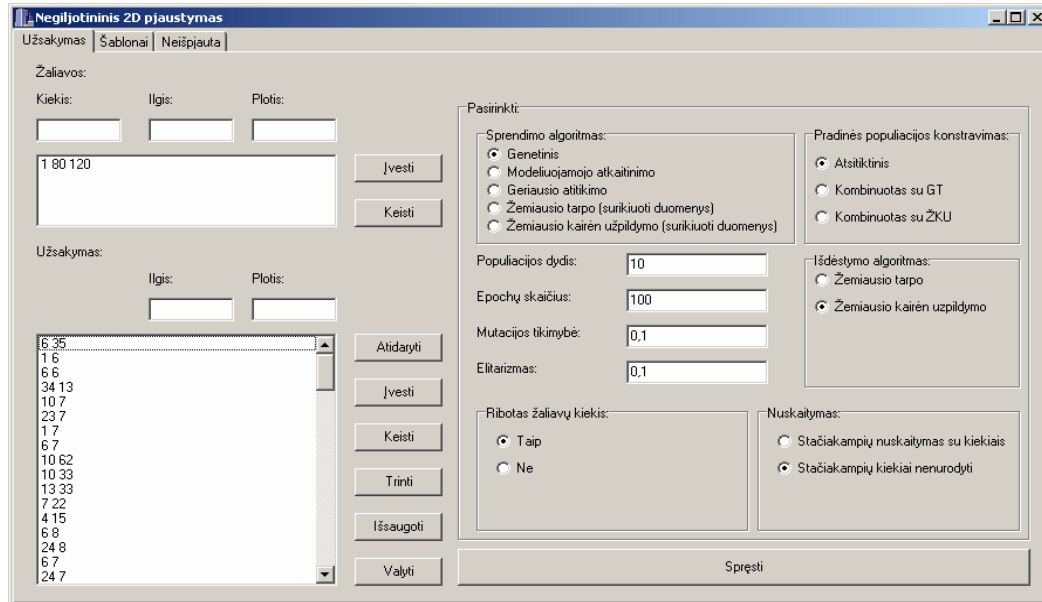 Negiljotininis 2D pjaustymas
Užsakymas Šablonai Neišpjauta
Žaliavos:
Kiekis: Ilgis: Plotis:
1 80 120
Įvesti
Keisti
Užsakymas:
Ilgis: Plotis:
6 35
1 6
6 6
34 13
10 7
23 7
1 7
6 7
10 62
10 33
13 33
7 22
4 15
6 8
24 8
6 7
24 7
Atidaryti
Įvesti
Keisti
Trinti
Išsaugoti
Valyti
Pasirinkti:
Sprendimo algoritmas:
Genetinis
Modeliuojamojo atkaitinimo
Geriausio atitikimo
Žemiausio tarpo (surikiuoti duomenys)
Žemiausio kairėn užpildymo (surikiuoti duomenys)
Pradinės populiacijos konstravimas:
Atsitiktinis
Kombinuotas su GT
Kombinuotas su ŽKU
Populiacijos dydis: 10
Epochų skaičius: 100
Mutacijos tikimybė: 0,1
Elitarizmas: 0,1
Išdėstymo algoritmas:
Žemiausio tarpo
Žemiausio kairėn uzpildymo
Ribotas žaliavų kiekis:
Taip
Ne
Nuskaitymas:
Stačiakampių nuskaitymas su kiekiais
Stačiakampių kiekiai nenurodyti
Spręsti